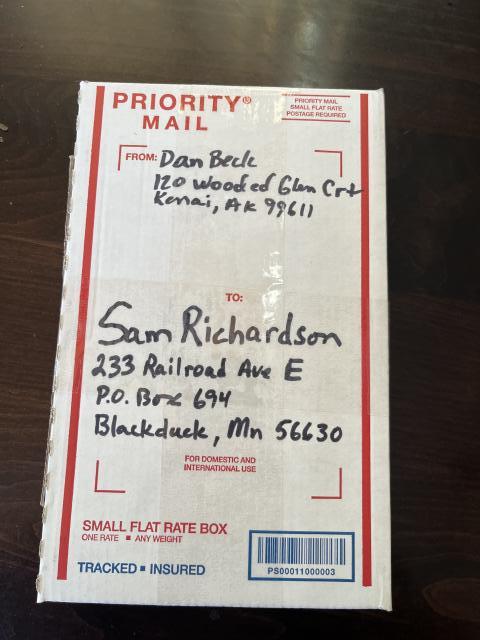 PRIORITY®
MAIL
PRIORITY MAIL
SMALL FLAT RATE
POSTAGE REQUIRED
FROM: Dan Beck
120 Wooded Glen Crt
Kenai, AK 99611
TO:
Sam Richardson
233 Railroad Ave E
P.O. Box 694
Blackduck, Mn 56630
FOR DOMESTIC AND
INTERNATIONAL USE
SMALL FLAT RATE BOX
ONE RATE ■ ANY WEIGHT
TRACKED ■ INSURED
PS00011000003